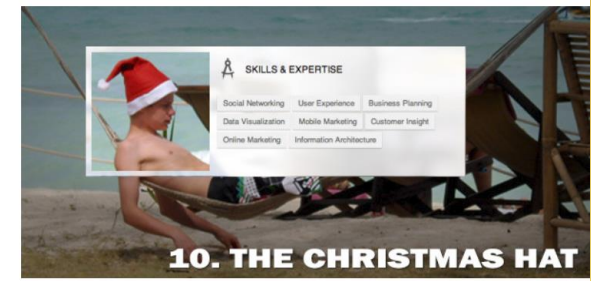 SKILLS & EXPERTISE
Social Networking User Experience Business Planning
Data Visualization Mobile Marketing Customer Insight
Online Marketing Information Architecture
10. THE CHRISTMAS HAT